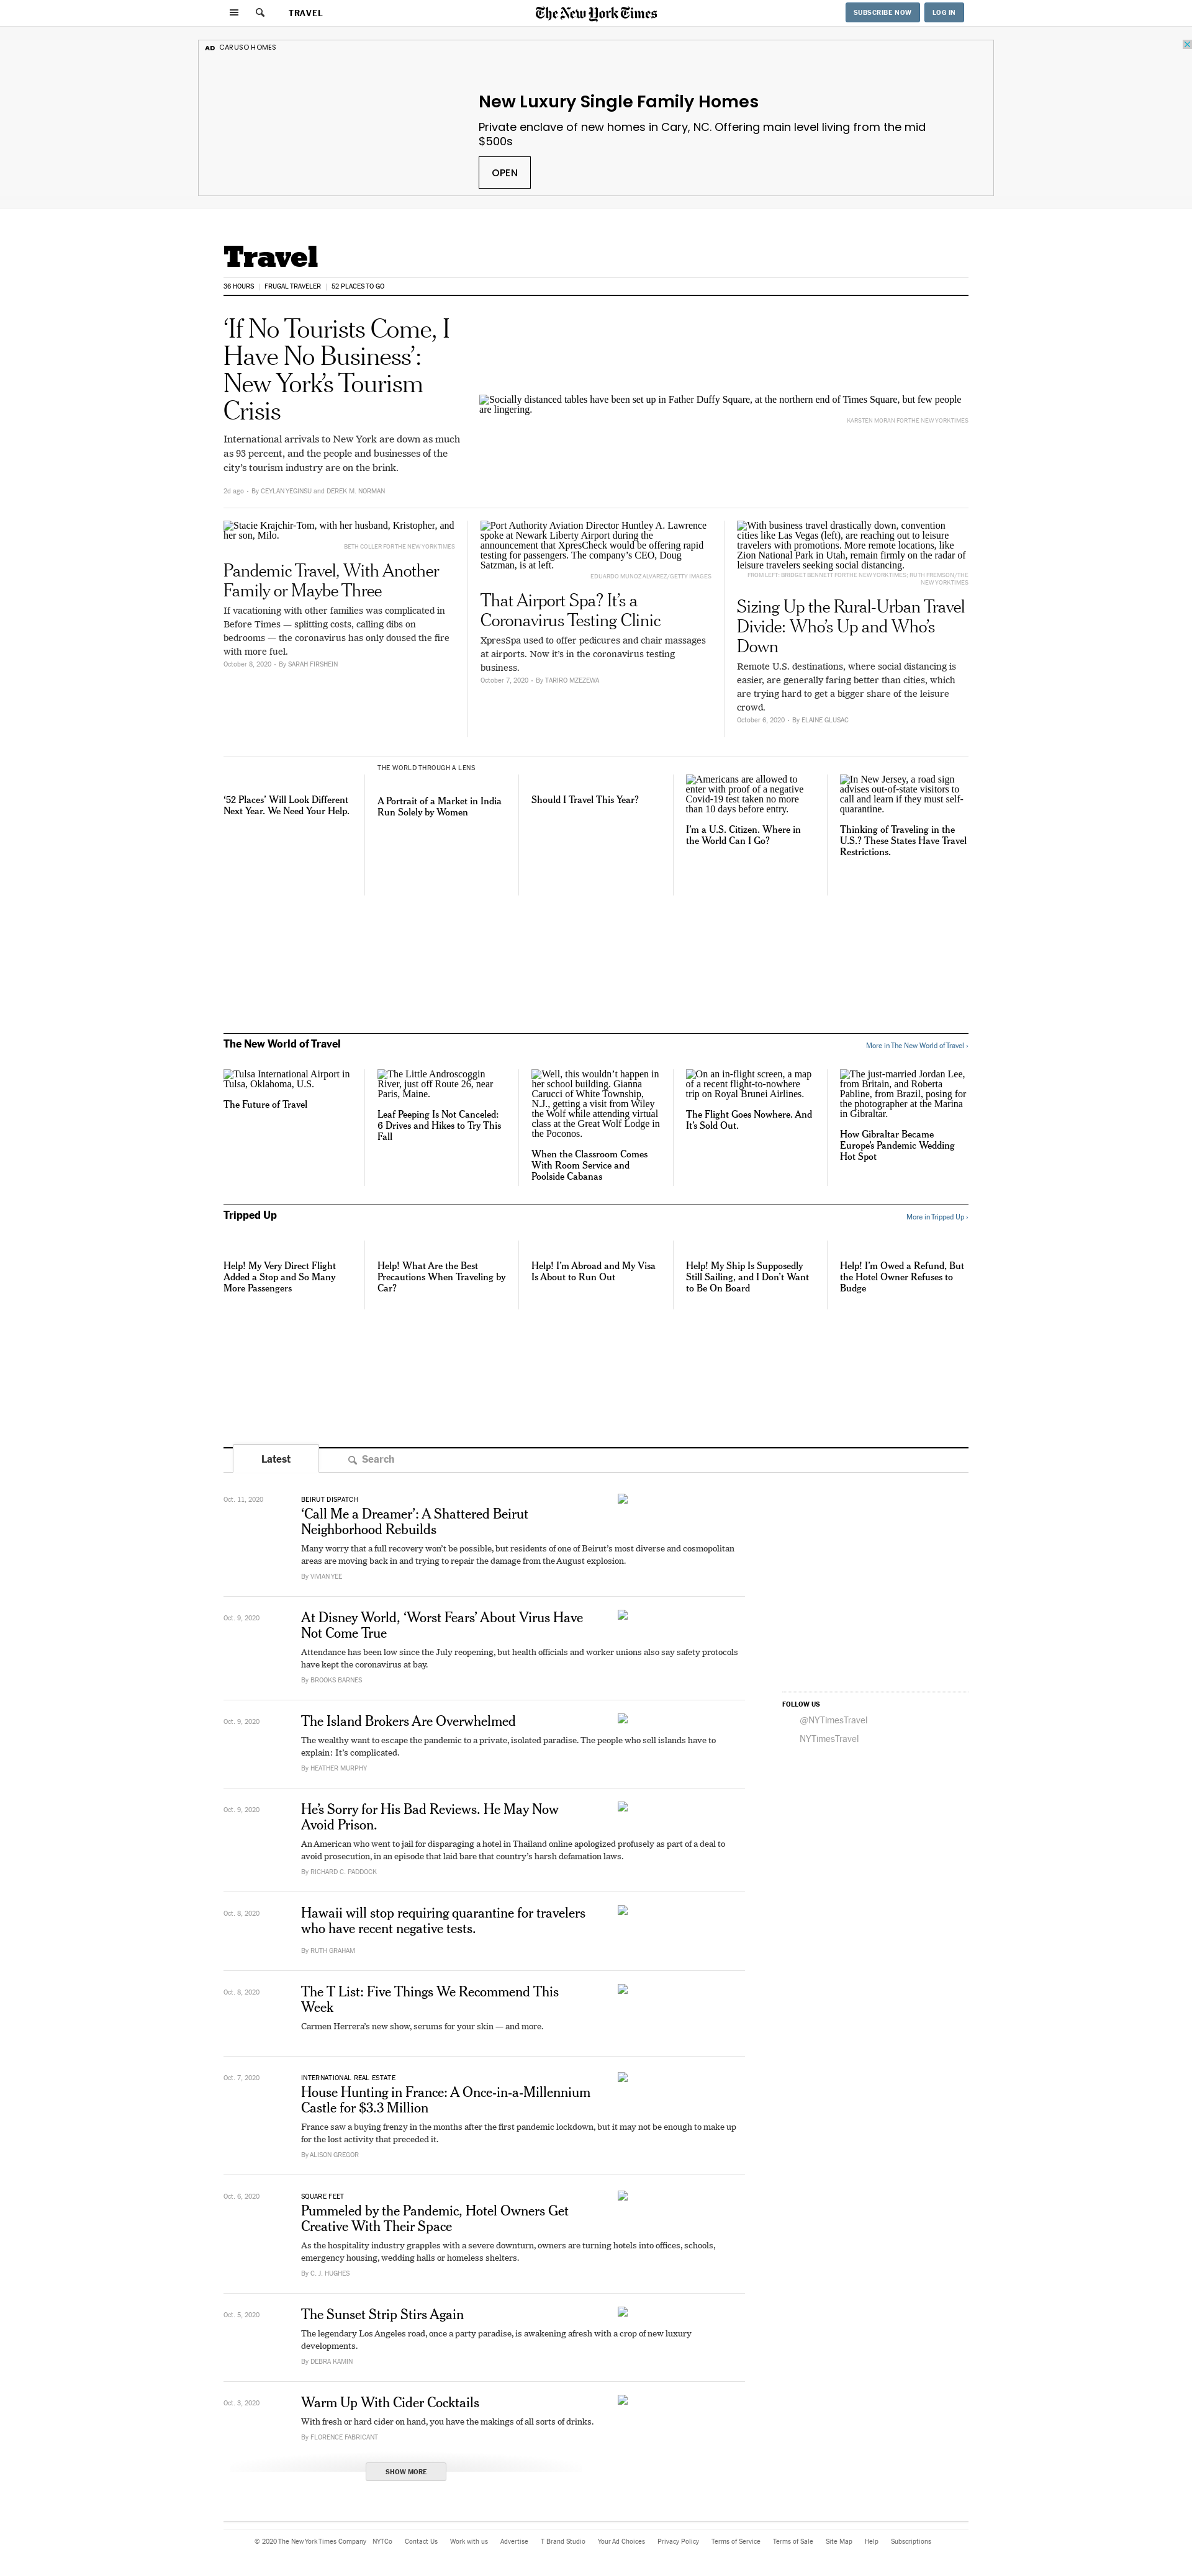 TRAVEL
The New York Times
SUBSCRIBE NOW
LOG IN
AD CARUSO HOMES
New Luxury Single Family Homes
Private enclave of new homes in Cary, NC. Offering main level living from the mid
$500s
OPEN
Travel
36 HOURS
FRUGAL TRAVELER
52 PLACES TO GO
‘If No Tourists Come, I
Have No Business’:
New York’s Tourism
Crisis
International arrivals to New York are down as much
as 93 percent, and the people and businesses of the
city’s tourism industry are on the brink.
2d ago • By CEYLAN YEGINSU and DEREK M. NORMAN
Socially distanced tables have been set up in Father Duffy Square, at the northern end of Times Square, but few people
are lingering.
KARSTEN MORAN FOR THE NEW YORK TIMES
Stacie Krajchir-Tom, with her husband, Kristopher, and
her son, Milo.
BETH COLLER FOR THE NEW YORK TIMES
Pandemic Travel, With Another
Family or Maybe Three
If vacationing with other families was complicated in
Before Times — splitting costs, calling dibs on
bedrooms — the coronavirus has only doused the fire
with more fuel.
October 8, 2020 • By SARAH FIRSHEIN
Port Authority Aviation Director Huntley A. Lawrence
spoke at Newark Liberty Airport during the
announcement that XpresCheck would be offering rapid
testing for passengers. The company’s CEO, Doug
Satzman, is at left.
EDUARDO MUNOZ ALVAREZ/GETTY IMAGES
That Airport Spa? It’s a
Coronavirus Testing Clinic
XpresSpa used to offer pedicures and chair massages
at airports. Now it’s in the coronavirus testing
business.
October 7, 2020 • By TARIRO MZEZEWA
With business travel drastically down, convention
cities like Las Vegas (left), are reaching out to leisure
travelers with promotions. More remote locations, like
Zion National Park in Utah, remain firmly on the radar of
leisure travelers seeking social distancing.
FROM LEFT: BRIDGET BENNETT FOR THE NEW YORK TIMES; RUTH FREMSON/THE
NEW YORK TIMES
Sizing Up the Rural-Urban Travel
Divide: Who’s Up and Who’s
Down
Remote U.S. destinations, where social distancing is
easier, are generally faring better than cities, which
are trying hard to get a bigger share of the leisure
crowd.
October 6, 2020 • By ELAINE GLUSAC
‘52 Places’ Will Look Different
Next Year. We Need Your Help.
THE WORLD THROUGH A LENS
A Portrait of a Market in India
Run Solely by Women
Should I Travel This Year?
Americans are allowed to
enter with proof of a negative
Covid-19 test taken no more
than 10 days before entry.
I’m a U.S. Citizen. Where in
the World Can I Go?
In New Jersey, a road sign
advises out-of-state visitors to
call and learn if they must self-
quarantine.
Thinking of Traveling in the
U.S.? These States Have Travel
Restrictions.
The New World of Travel
More in The New World of Travel ›
Tulsa International Airport in
Tulsa, Oklahoma, U.S.
The Future of Travel
The Little Androscoggin
River, just off Route 26, near
Paris, Maine.
Leaf Peeping Is Not Canceled:
6 Drives and Hikes to Try This
Fall
Well, this wouldn’t happen in
her school building. Gianna
Carucci of White Township,
N.J., getting a visit from Wiley
the Wolf while attending virtual
class at the Great Wolf Lodge in
the Poconos.
When the Classroom Comes
With Room Service and
Poolside Cabanas
On an in-flight screen, a map
of a recent flight-to-nowhere
trip on Royal Brunei Airlines.
The Flight Goes Nowhere. And
It’s Sold Out.
The just-married Jordan Lee,
from Britain, and Roberta
Pabline, from Brazil, posing for
the photographer at the Marina
in Gibraltar.
How Gibraltar Became
Europe’s Pandemic Wedding
Hot Spot
Tripped Up
More in Tripped Up ›
Help! My Very Direct Flight
Added a Stop and So Many
More Passengers
Help! What Are the Best
Precautions When Traveling by
Car?
Help! I’m Abroad and My Visa
Is About to Run Out
Help! My Ship Is Supposedly
Still Sailing, and I Don’t Want
to Be On Board
Help! I’m Owed a Refund, But
the Hotel Owner Refuses to
Budge
Latest
Search
Oct. 11, 2020
BEIRUT DISPATCH
‘Call Me a Dreamer’: A Shattered Beirut
Neighborhood Rebuilds
Many worry that a full recovery won’t be possible, but residents of one of Beirut’s most diverse and cosmopolitan
areas are moving back in and trying to repair the damage from the August explosion.
By VIVIAN YEE
Oct. 9, 2020
At Disney World, ‘Worst Fears’ About Virus Have
Not Come True
Attendance has been low since the July reopening, but health officials and worker unions also say safety protocols
have kept the coronavirus at bay.
By BROOKS BARNES
FOLLOW US
@NYTimesTravel
NYTimesTravel
Oct. 9, 2020
The Island Brokers Are Overwhelmed
The wealthy want to escape the pandemic to a private, isolated paradise. The people who sell islands have to
explain: It’s complicated.
By HEATHER MURPHY
Oct. 9, 2020
He’s Sorry for His Bad Reviews. He May Now
Avoid Prison.
An American who went to jail for disparaging a hotel in Thailand online apologized profusely as part of a deal to
avoid prosecution, in an episode that laid bare that country’s harsh defamation laws.
By RICHARD C. PADDOCK
Oct. 8, 2020
Hawaii will stop requiring quarantine for travelers
who have recent negative tests.
By RUTH GRAHAM
Oct. 8, 2020
The T List: Five Things We Recommend This
Week
Carmen Herrera’s new show, serums for your skin — and more.
Oct. 7, 2020
INTERNATIONAL REAL ESTATE
House Hunting in France: A Once-in-a-Millennium
Castle for $3.3 Million
France saw a buying frenzy in the months after the first pandemic lockdown, but it may not be enough to make up
for the lost activity that preceded it.
By ALISON GREGOR
Oct. 6, 2020
SQUARE FEET
Pummeled by the Pandemic, Hotel Owners Get
Creative With Their Space
As the hospitality industry grapples with a severe downturn, owners are turning hotels into offices, schools,
emergency housing, wedding halls or homeless shelters.
By C. J. HUGHES
Oct. 5, 2020
The Sunset Strip Stirs Again
The legendary Los Angeles road, once a party paradise, is awakening afresh with a crop of new luxury
developments.
By DEBRA KAMIN
Oct. 3, 2020
Warm Up With Cider Cocktails
With fresh or hard cider on hand, you have the makings of all sorts of drinks.
By FLORENCE FABRICANT
SHOW MORE
© 2020 The New York Times Company NYTCo Contact Us Work with us Advertise T Brand Studio Your Ad Choices Privacy Policy Terms of Service Terms of Sale Site Map Help Subscriptions